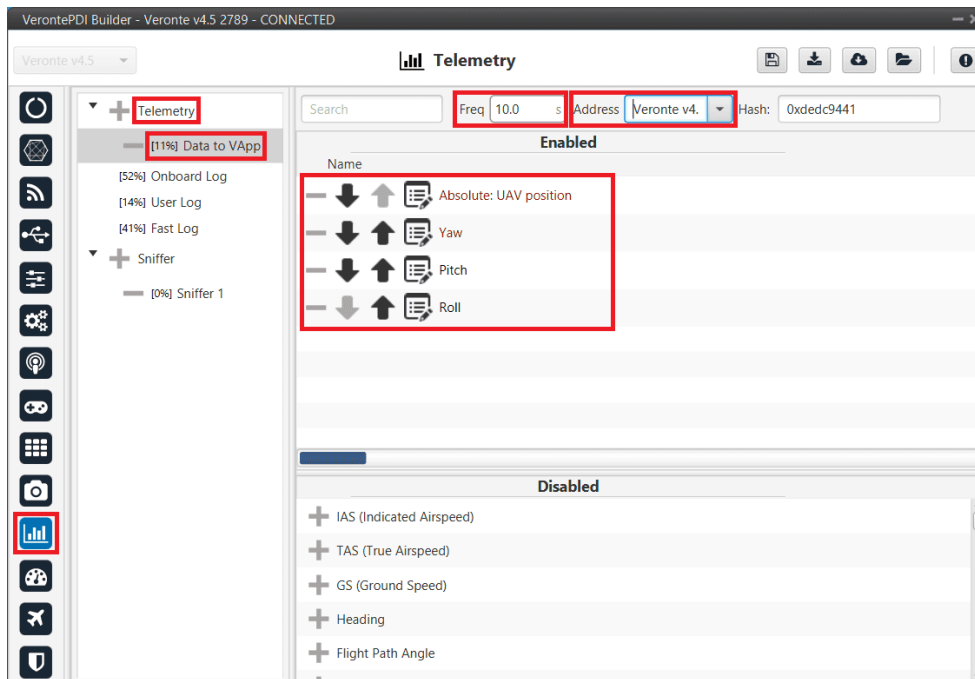 VerontePDI Builder - Veronte v4.5 2789 - CONNECTED
Veronte v4.5
Telemetry
Telemetry
[11%] Data to VApp
[52%] Onboard Log
[14%] User Log
[41%] Fast Log
Sniffer
[0%] Sniffer 1
Search Freq 10.0 s Address Veronte v4. Hash: 0xdedc9441
Enabled
Name
Absolute: UAV position
Yaw
Pitch
Roll
Disabled
IAS (Indicated Airspeed)
TAS (True Airspeed)
GS (Ground Speed)
Heading
Flight Path Angle